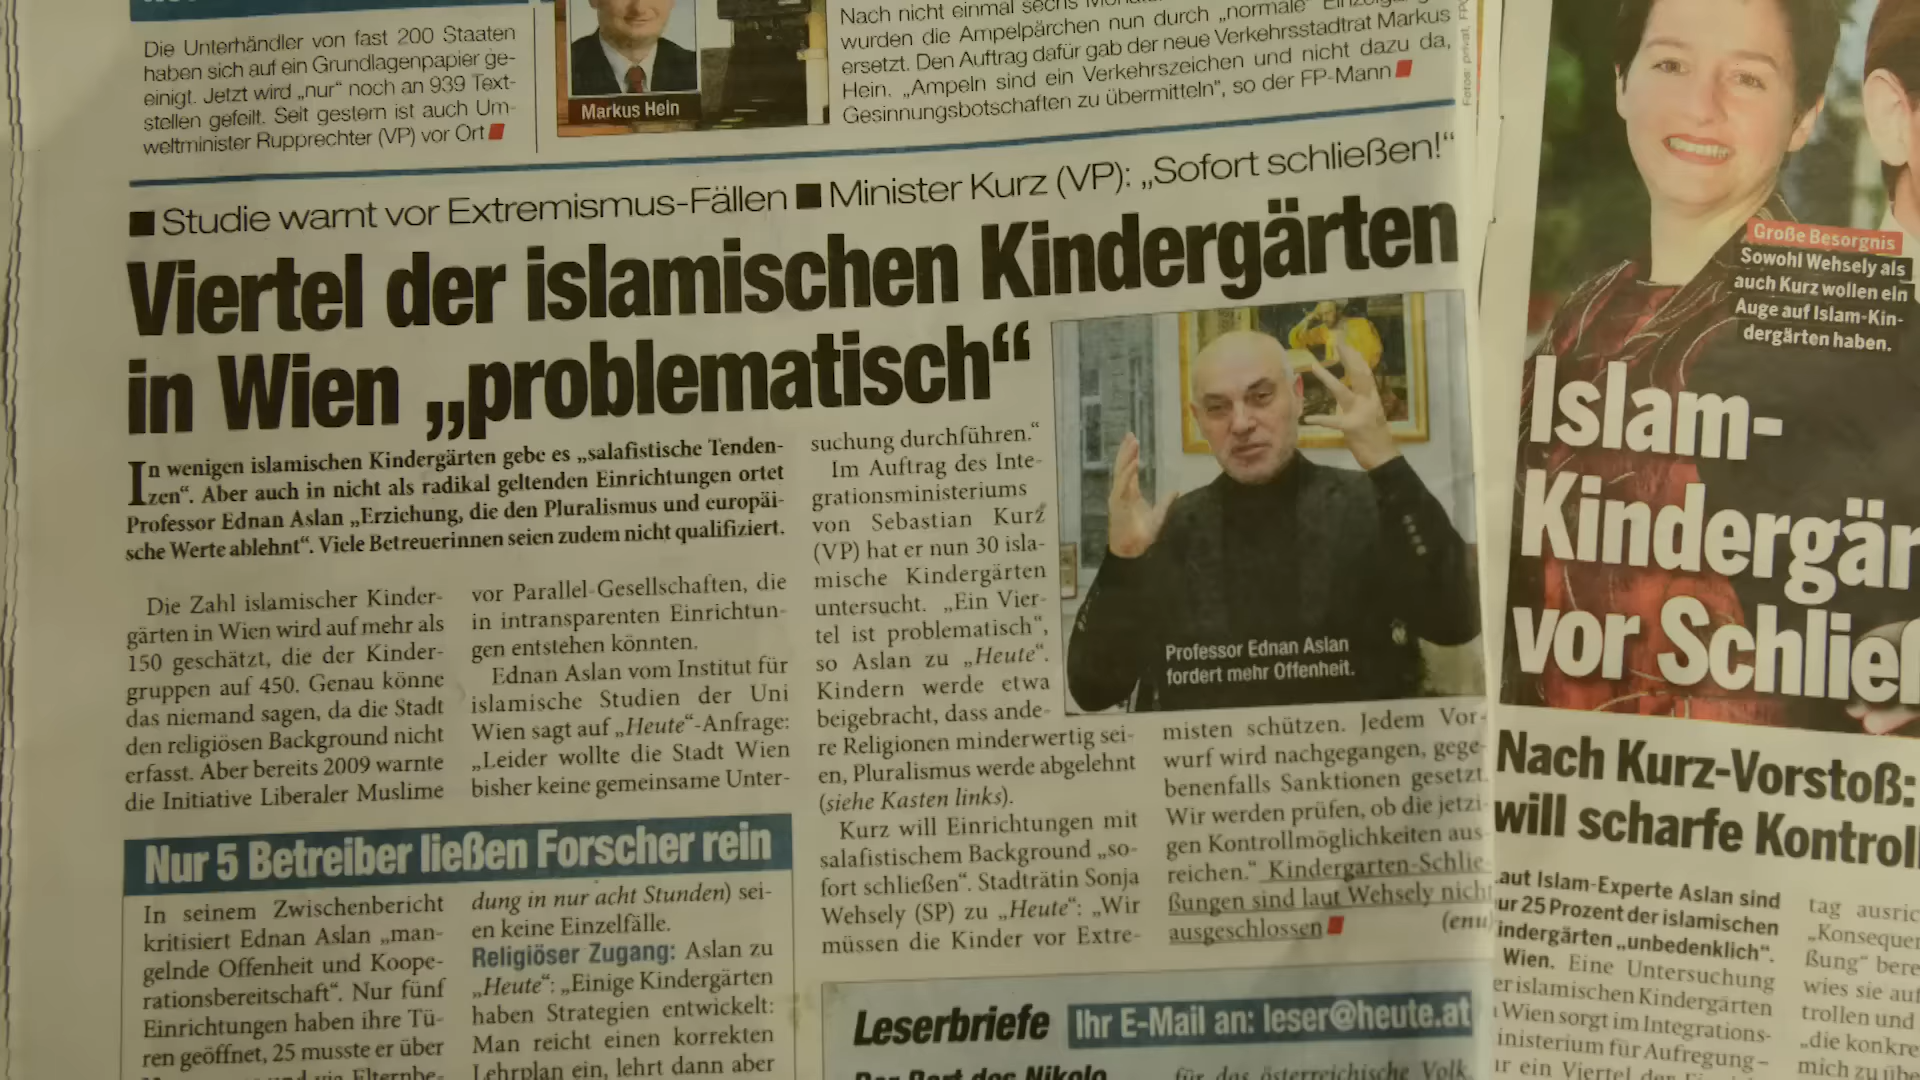 Die Unterhändler von fast 200 Staaten
haben sich auf ein Grundlagenpapier ge-
einigt. Jetzt wird „nur" noch an 939 Text-
stellen gefeilt. Seit gestern ist auch Um-
weltminister Rupprechter (VP) vor Ort
Markus Hein
Nach nicht einmal sechs
wurden die Ampelpärchen nun durch „normale"
ersetzt. Den Auftrag dafür gab der neue Verkehrsstadtrat Markus
Hein. „Ampeln sind ein Verkehrszeichen und nicht dazu da,
Gesinnungsbotschaften zu übermitteln", so der FP-Mann
Fotos: privat,
■ Studie warnt vor Extremismus-Fällen ■ Minister Kurz (VP): „Sofort schließen!"
Viertel der islamischen Kindergärten
in Wien „problematisch"
In wenigen islamischen Kindergärten gebe es „salafistische Tenden-
zen". Aber auch in nicht als radikal geltenden Einrichtungen ortet
Professor Ednan Aslan „Erziehung, die den Pluralismus und europäi-
sche Werte ablehnt". Viele Betreuerinnen seien zudem nicht qualifiziert.
Die Zahl islamischer Kinder-
gärten in Wien wird auf mehr als
150 geschätzt, die der Kinder-
gruppen auf 450. Genau könne
das niemand sagen, da die Stadt
den religiösen Background nicht
erfasst. Aber bereits 2009 warnte
die Initiative Liberaler Muslime
vor Parallel-Gesellschaften, die
in intransparenten Einrichtun-
gen entstehen könnten.
Ednan Aslan vom Institut für
islamische Studien der Uni
Wien sagt auf „Heute"-Anfrage:
„Leider wollte die Stadt Wien
bisher keine gemeinsame Unter-
suchung durchführen."
Im Auftrag des Inte-
grationsministeriums
von Sebastian Kurz
(VP) hat er nun 30 isla-
mische Kindergärten
untersucht. „Ein Vier-
tel ist problematisch",
so Aslan zu „Heute".
Kindern werde etwa
beigebracht, dass ande-
re Religionen minderwertig sei-
en, Pluralismus werde abgelehnt
(siehe Kasten links).
Kurz will Einrichtungen mit
salafistischem Background „so-
fort schließen". Stadträtin Sonja
Wehsely (SP) zu „Heute": „Wir
müssen die Kinder vor Extre-
Professor Ednan Aslan
fordert mehr Offenheit.
misten schützen. Jedem Vor-
wurf wird nachgegangen, gege-
benenfalls Sanktionen gesetzt.
Wir werden prüfen, ob die jetzi-
gen Kontrollmöglichkeiten aus-
reichen." Kindergarten-Schlie-
ßungen sind laut Wehsely nicht
ausgeschlossen (enu)
Nur 5 Betreiber ließen Forscher rein
In seinem Zwischenbericht
kritisiert Ednan Aslan „man-
gelnde Offenheit und Koope-
rationsbereitschaft". Nur fünf
Einrichtungen haben ihre Tü-
ren geöffnet, 25 musste er über
dung in nur acht Stunden) sei-
en keine Einzelfälle.
Religiöser Zugang: Aslan zu
„Heute": „Einige Kindergärten
haben Strategien entwickelt:
Man reicht einen korrekten
Lehrplan ein, lehrt dann aber
Leserbriefe Ihr E-Mail an: leser@heute.at
Der Bart des Nikolo
für das österreichische Volk.
Große Besorgnis
Sowohl Wehsely als
auch Kurz wollen ein
Auge auf Islam-Kin-
dergärten haben.
Islam-
Kindergär
vor Schließ
Nach Kurz-Vorstoß:
will scharfe Kontroll
aut Islam-Experte Aslan sind
ur 25 Prozent der islamischen
indergärten „unbedenklich".
Wien. Eine Untersuchung
er islamischen Kindergärten
Wien sorgt im Integrations-
inisterium für Aufregung –
ur ein Viertel der
tag ausric
„Konsequen
ßung" bere
wies sie auf
trollen und
„die konkre
mich zu übe